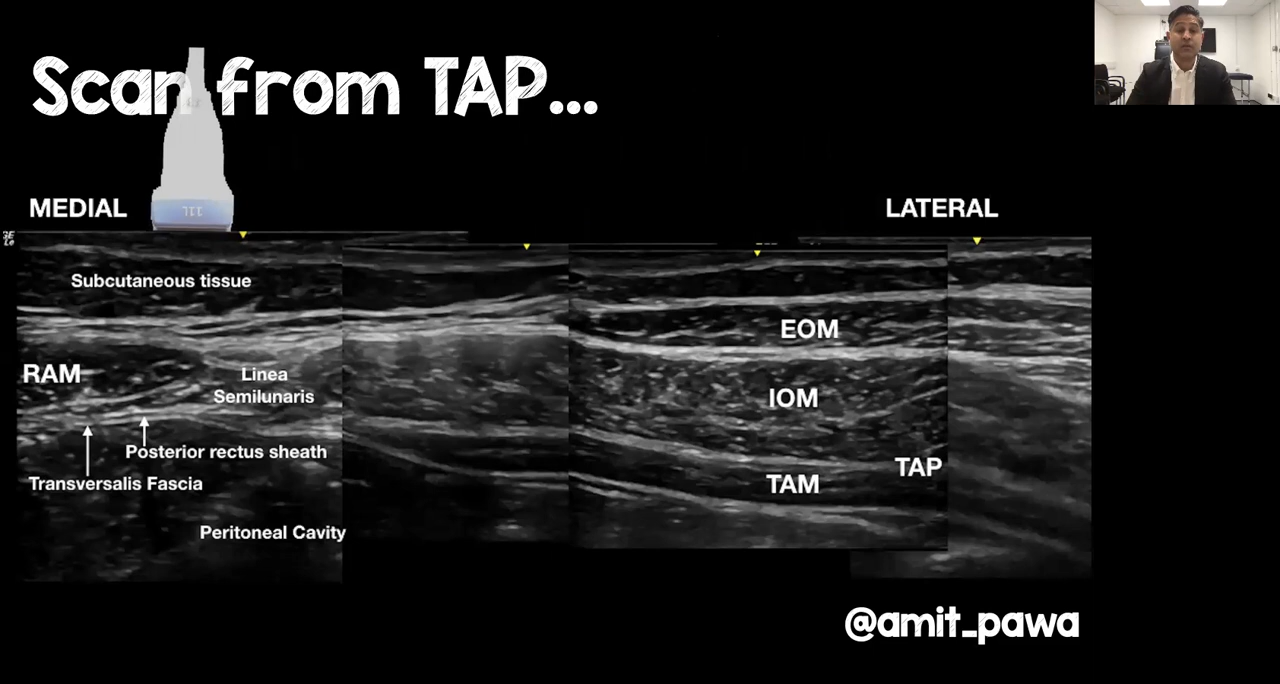 Scan from TAP...
MEDIAL
LATERAL
11L
Subcutaneous tissue
EOM
RAM
Linea
Semilunaris
IOM
Posterior rectus sheath
TAP
Transversalis Fascia
TAM
Peritoneal Cavity
@amit_pawa